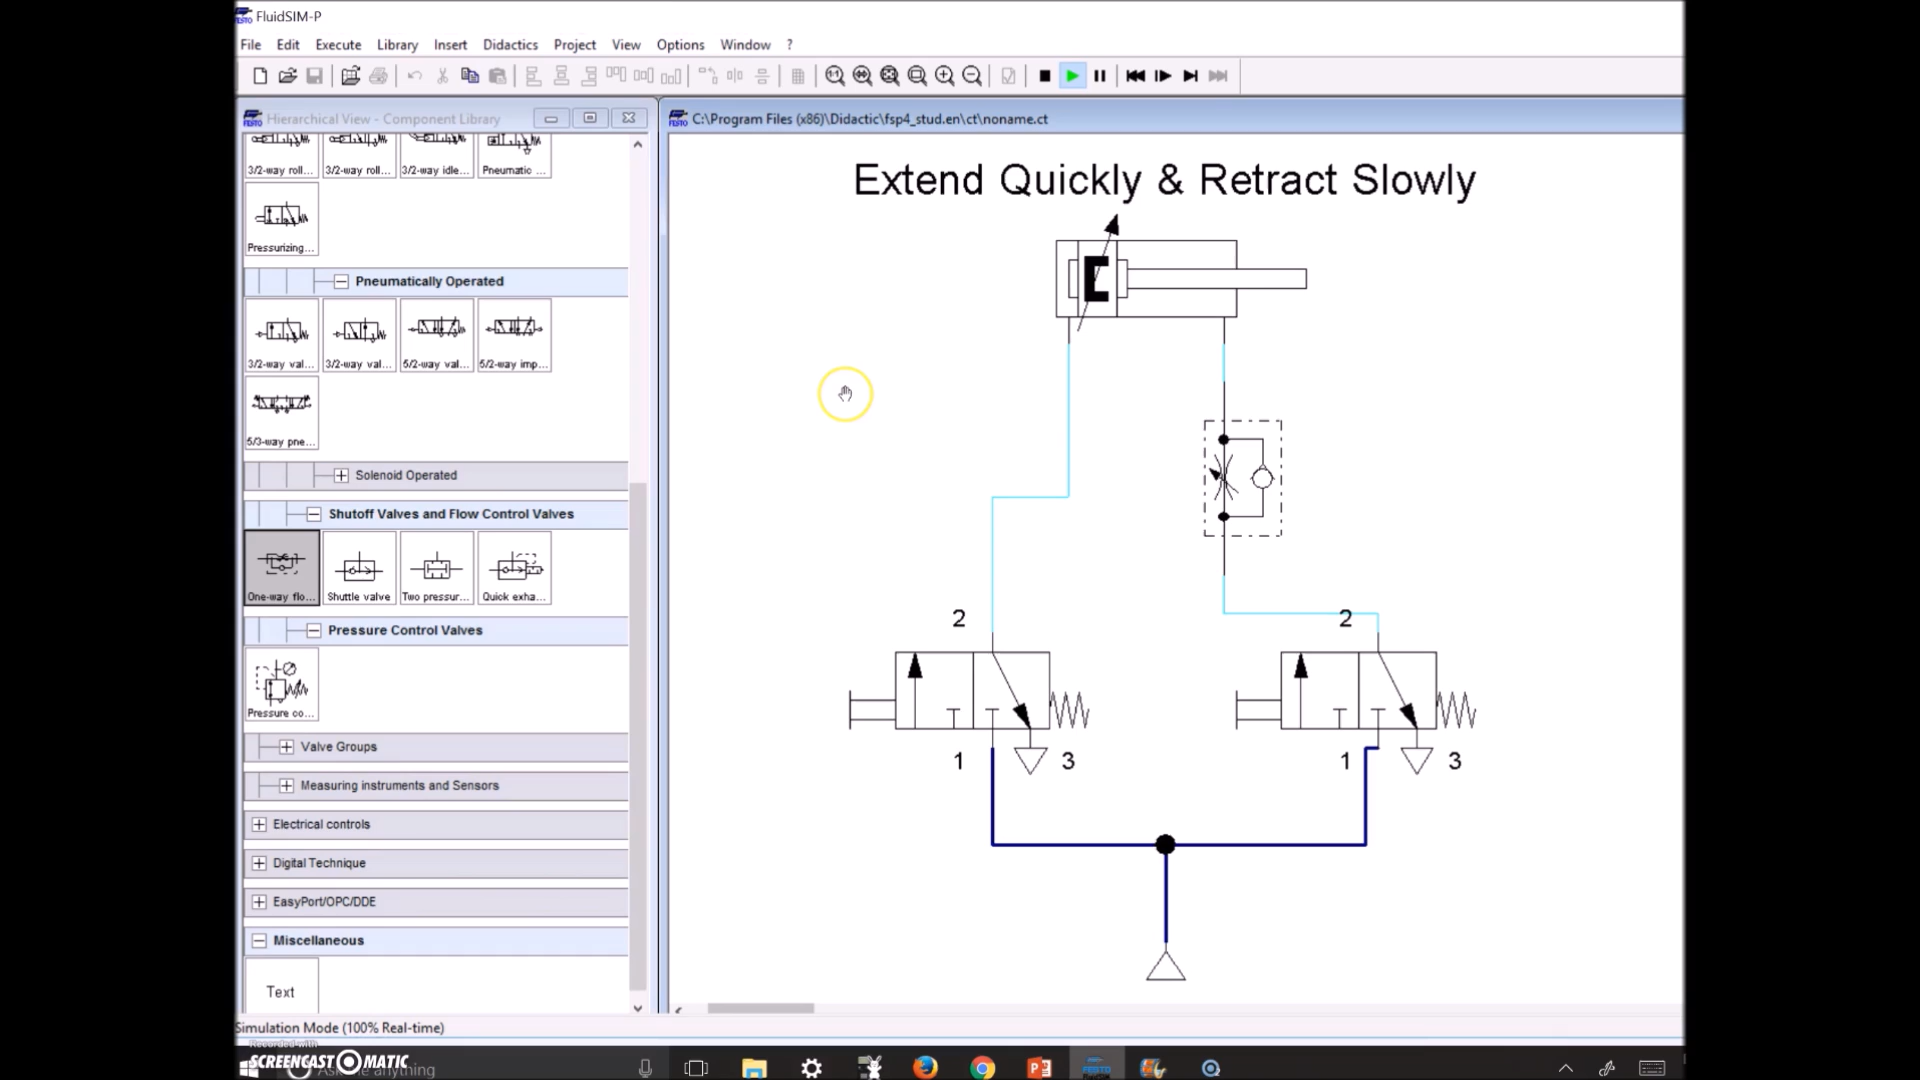 FluidSIM-P
File Edit Execute Library Insert Didactics Project View Options Window ?
Hierarchical View - Component Library
C:\Program Files (x86)\Didactic\fsp4_stud.en\ct\noname.ct
3/2-way roll... 3/2-way roll... 3/2-way idle... Pneumatic ...
Pressurizing...
Pneumatically Operated
3/2-way val... 3/2-way val... 5/2-way val... 5/2-way imp...
5/3-way pne...
Solenoid Operated
Shutoff Valves and Flow Control Valves
One-way flo... Shuttle valve Two pressur... Quick exha...
Pressure Control Valves
Pressure co...
Valve Groups
Measuring instruments and Sensors
Electrical controls
Digital Technique
EasyPort/OPC/DDE
Miscellaneous
Text
Extend Quickly & Retract Slowly
2 2
1 3 1 3
Simulation Mode (100% Real-time)
Recorded with
SCREENCAST MATIC
anything
FESTO